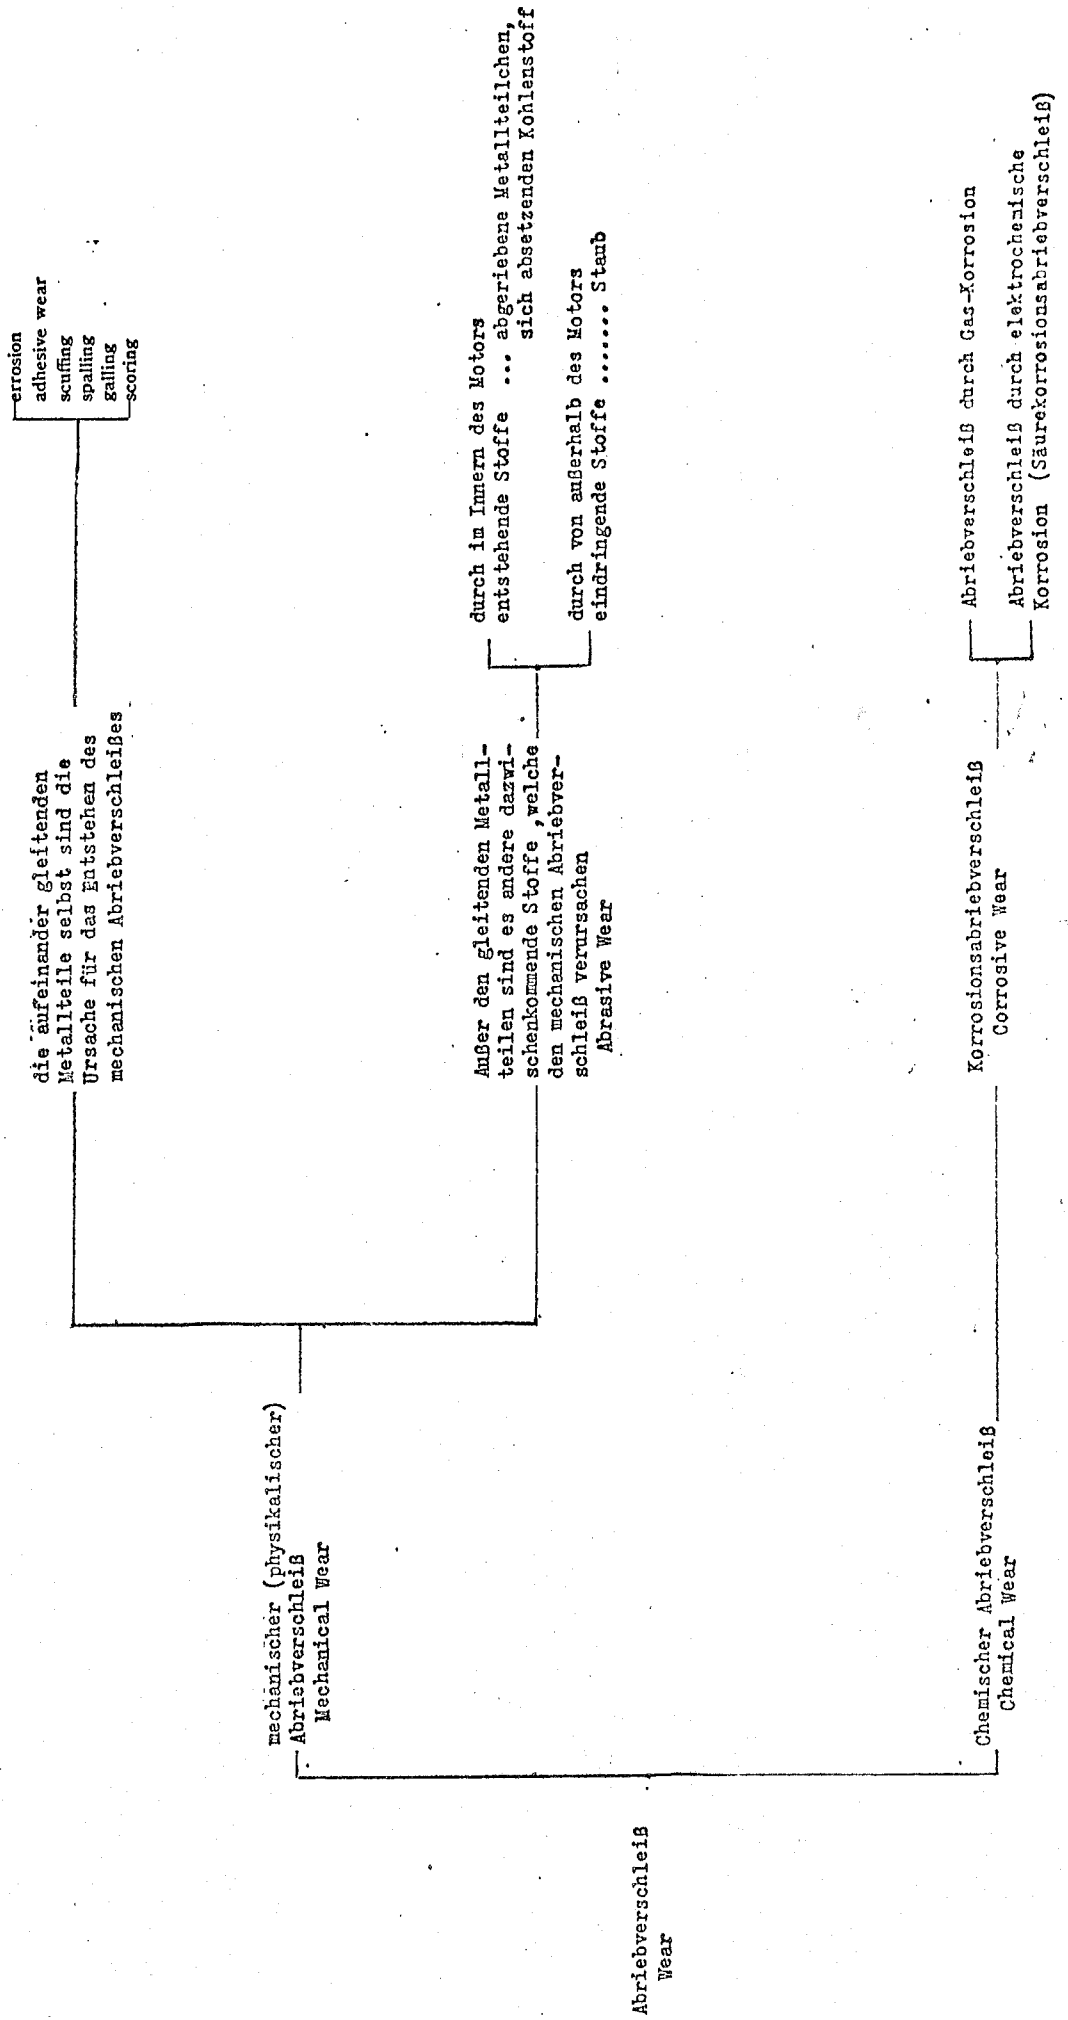 Abriebverschleiß
Wear
mechanischer (physikalischer)
Abriebverschleiß
Mechanical Wear
die aufeinander gleitenden
Metallteile selbst sind die
Ursache für das Entstehen des
mechanischen Abriebverschleißes
errosion
adhesive wear
scuffing
spalling
galling
scoring
Außer den gleitenden Metall-
teilen sind es andere dazwi-
schenkommende Stoffe ,welche
den mechanischen Abriebver-
schleiß verursachen
Abrasive Wear
durch im Innern des Motors
entstehende Stoffe ... abgeriebene Metallteilchen,
sich absetzenden Kohlenstoff
durch von außerhalb des Motors
eindringende Stoffe ....... Staub
Chemischer Abriebverschleiß
Chemical Wear
Korrosionsabriebverschleiß
Corrosive Wear
Abriebverschleiß durch Gas-Korrosion
Abriebverschleiß durch elektrochemische
Korrosion (Säurekorrosionsabriebverschleiß)